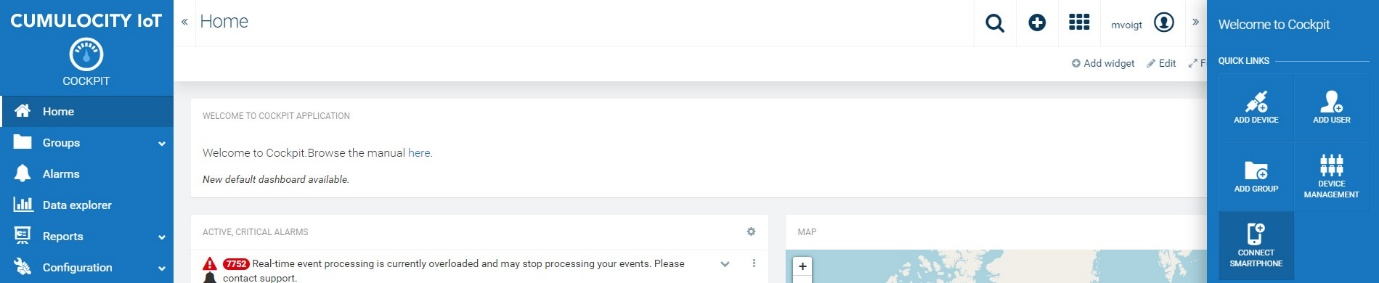 CUMULOCITY IoT
COCKPIT
Home
Groups
Alarms
Data explorer
Reports
Configuration
Home
mvoigt
Add widget
Edit
WELCOME TO COCKPIT APPLICATION
Welcome to Cockpit.Browse the manual here.
New default dashboard available.
ACTIVE, CRITICAL ALARMS
7752 Real-time event processing is currently overloaded and may stop processing your events. Please
contact support.
MAP
+
Welcome to Cockpit
QUICK LINKS
ADD DEVICE
ADD USER
ADD GROUP
DEVICE
MANAGEMENT
CONNECT
SMARTPHONE